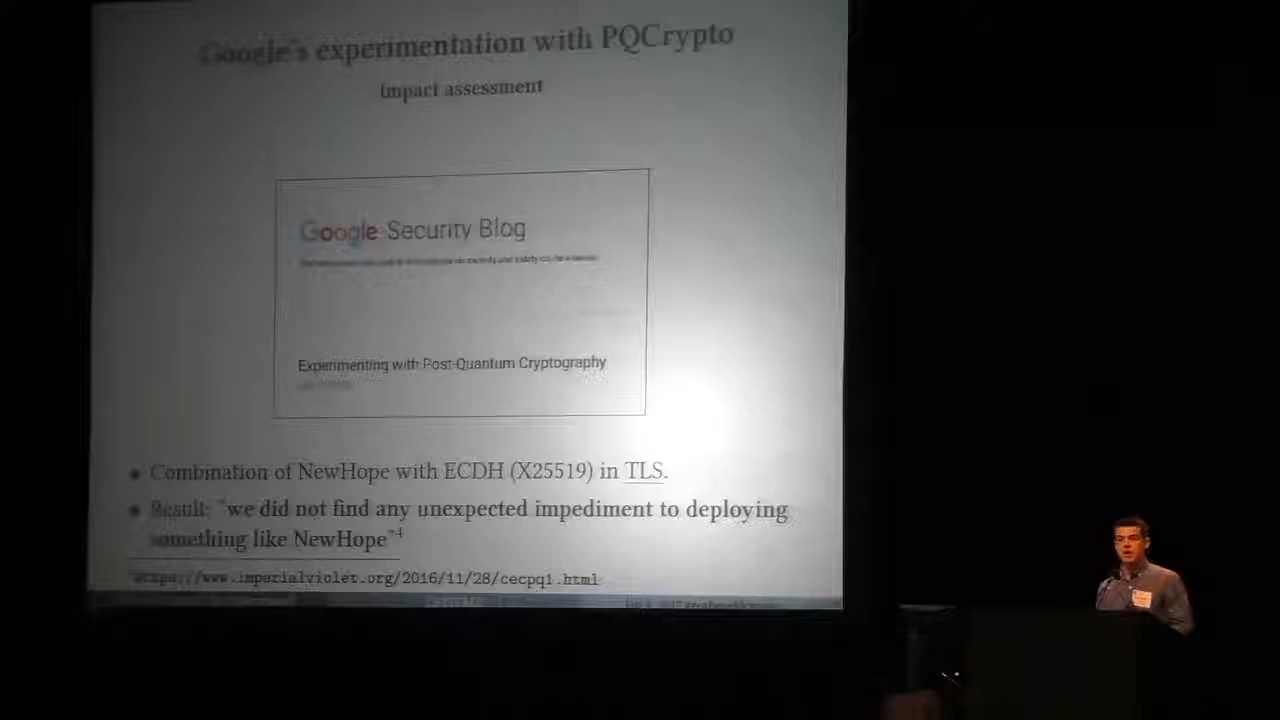 Google's experimentation with PQCrypto
Impact assessment
Google Security Blog
Experimenting with Post-Quantum Cryptography
Combination of NewHope with ECDH (X25519) in TLS.
Result: "we did not find any unexpected impediment to deploying
something like NewHope"4
https://www.imperialviolet.org/2016/11/28/cecpq1.html